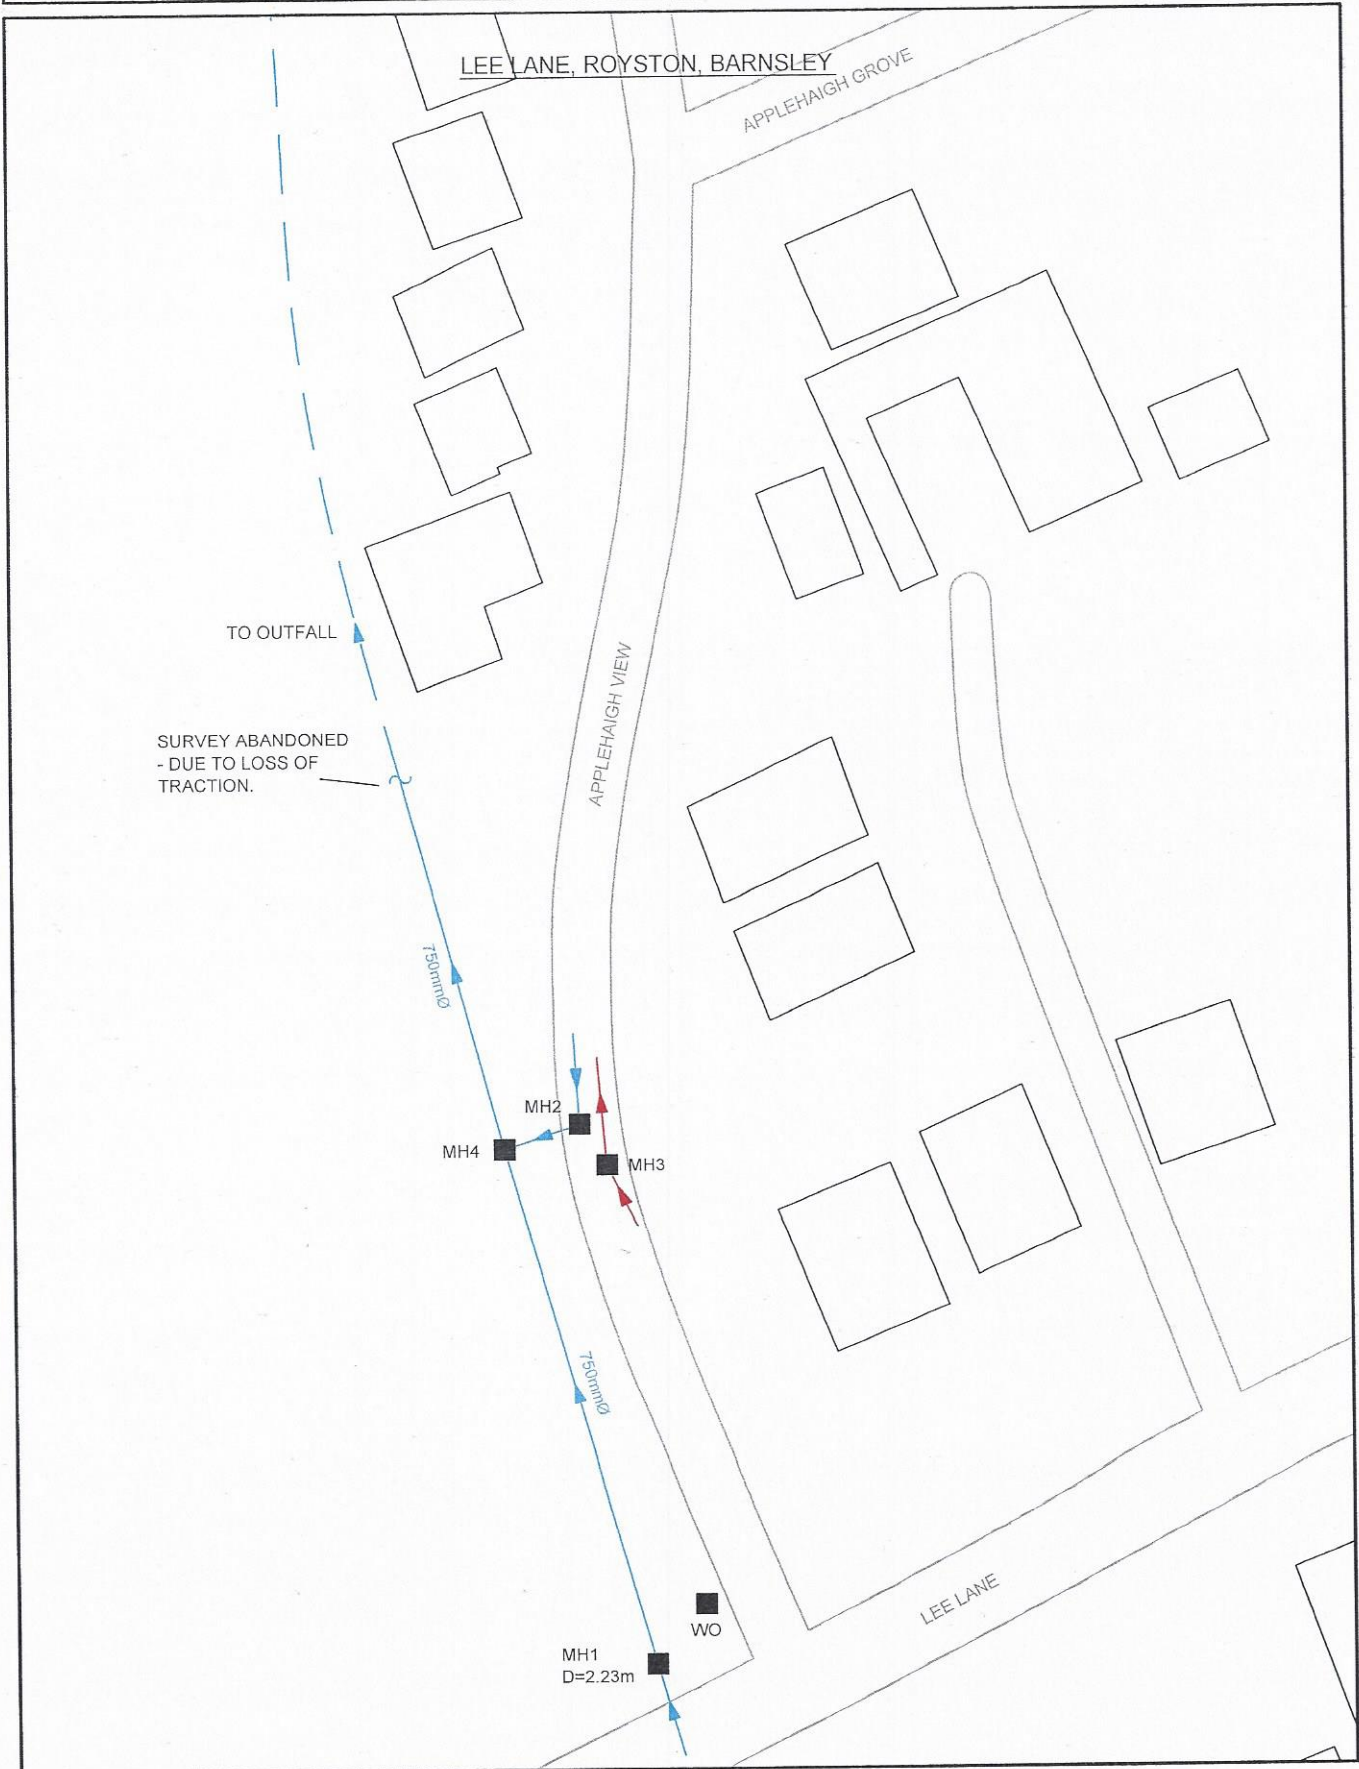 LEE LANE, ROYSTON, BARNSLEY
APPLEHAIGH GROVE
TO OUTFALL
APPLEHAIGH VIEW
SURVEY ABANDONED
- DUE TO LOSS OF
TRACTION.
750mmØ
MH2
MH4
MH3
750mmØ
LEE LANE
WO
MH1
D=2.23m